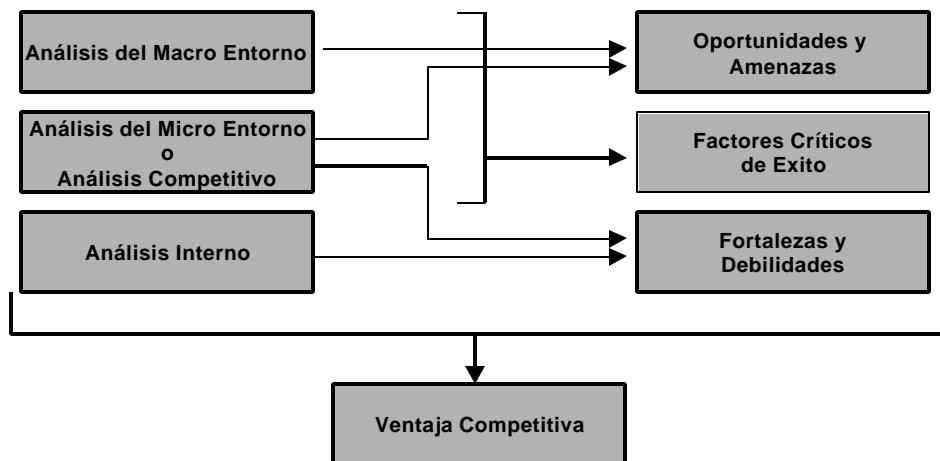 Análisis del Macro Entorno
Oportunidades y
Amenazas
Análisis del Micro Entorno
o
Análisis Competitivo
Factores Críticos
de Exito
Análisis Interno
Fortalezas y
Debilidades
Ventaja Competitiva